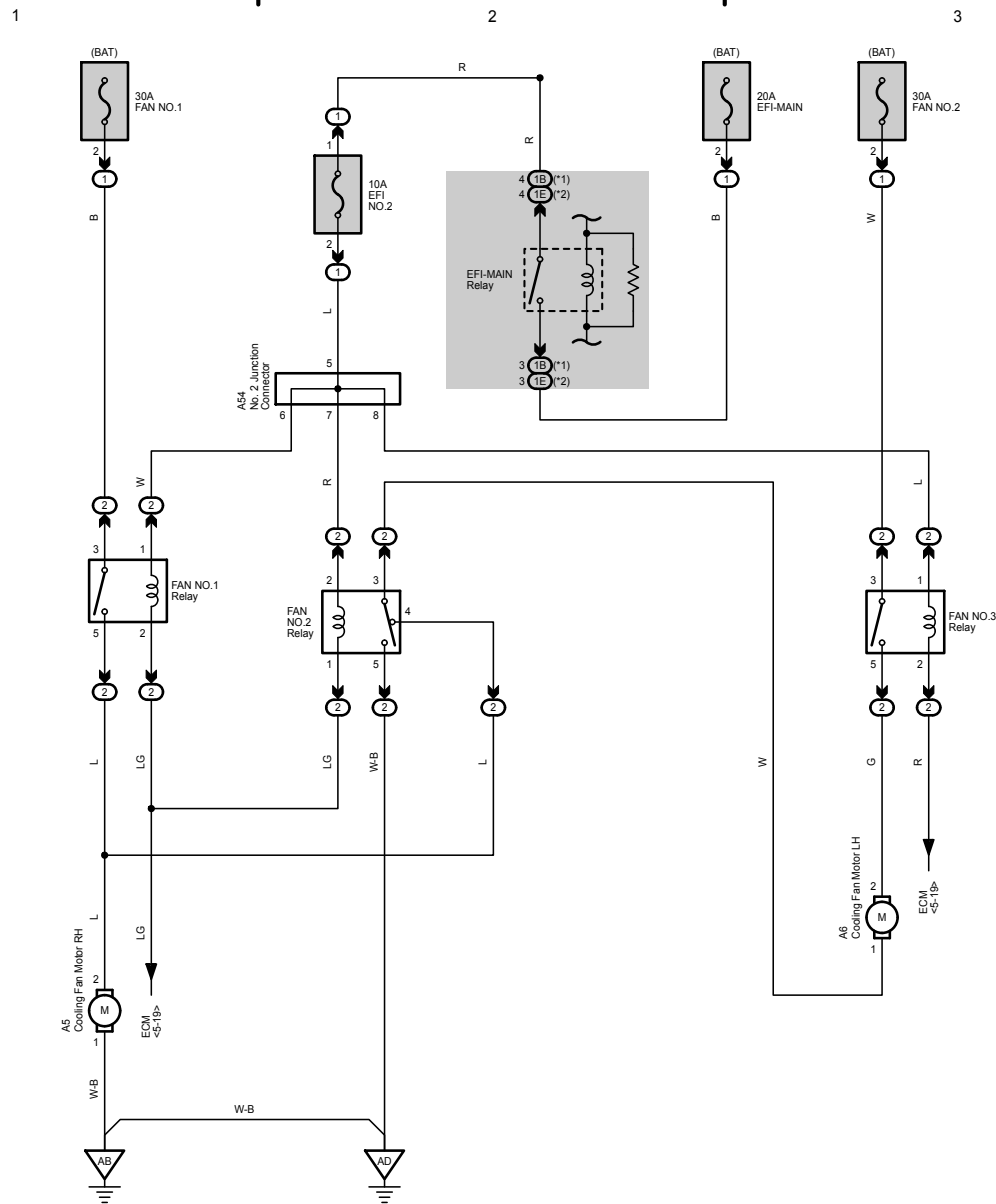 1
2
3
(BAT)
(BAT)
(BAT)
R
30A
FAN NO.1
20A
EFI-MAIN
30A
FAN NO.2
1
R
2
1
2
2
1
10A
EFI
NO.2
4 1B (*1)
4 1E (*2)
1
1
B
B
W
2
1
EFI-MAIN
Relay
L
A54
No. 2 Junction
Connector
5
3 1B (*1)
3 1E (*2)
6
7
8
W
R
L
2
2
2
2
2
2
3
1
FAN NO.1
Relay
2
3
3
1
FAN
NO.2
Relay
4
FAN NO.3
Relay
5
2
1
5
5
2
2
2
2
2
2
2
2
L
LG
LG
W-B
L
W
G
R
L
LG
A6
Cooling Fan Motor LH
2
M
1
ECM
<5-19>
A5
Cooling Fan Motor RH
2
M
1
ECM
<5-19>
W-B
W-B
AB
AD